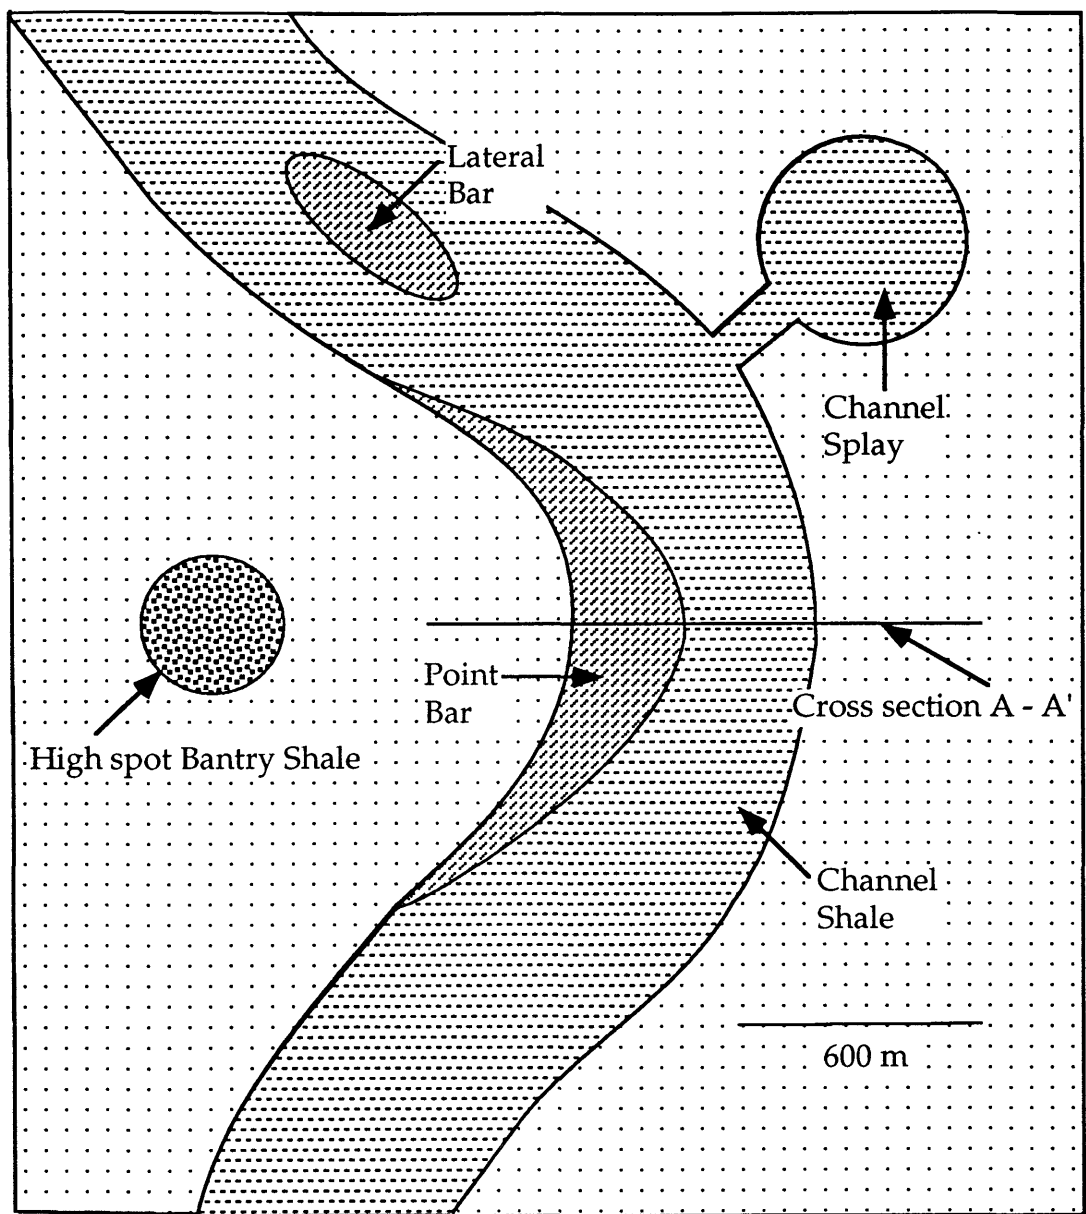 Lateral
Bar
Channel
Splay
Point
Bar
Cross section A - A'
High spot Bantry Shale
Channel
Shale
600 m